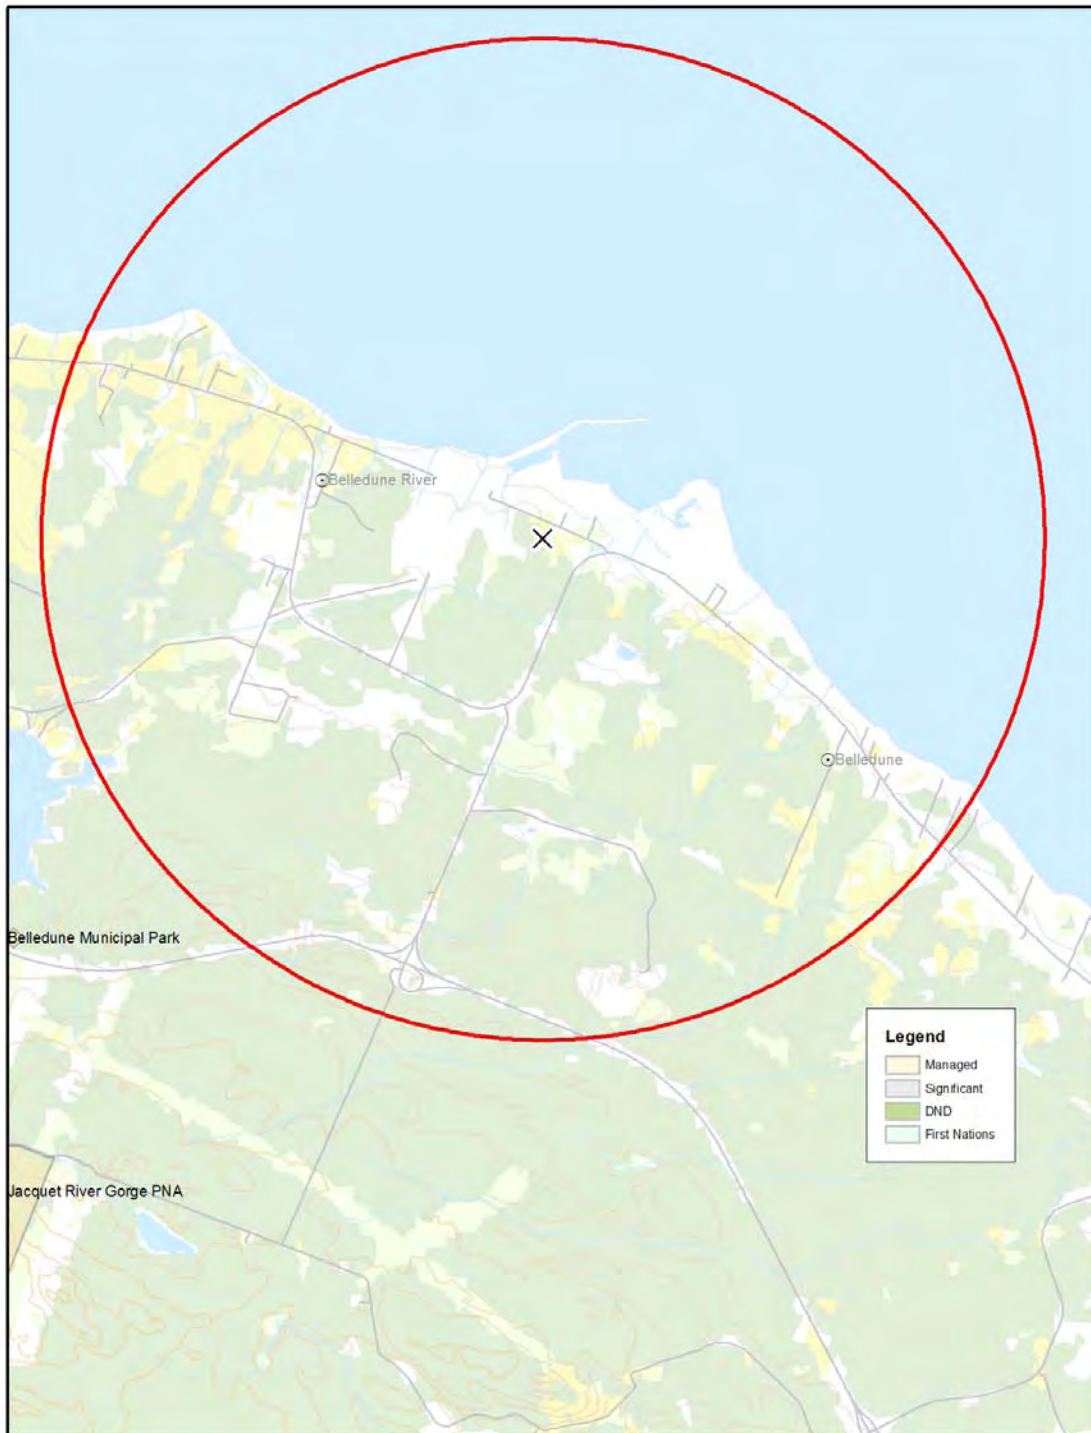 Belledune River
Belledune
Belledune Municipal Park
Legend
Managed
Significant
DND
First Nations
Jacquet River Gorge PNA